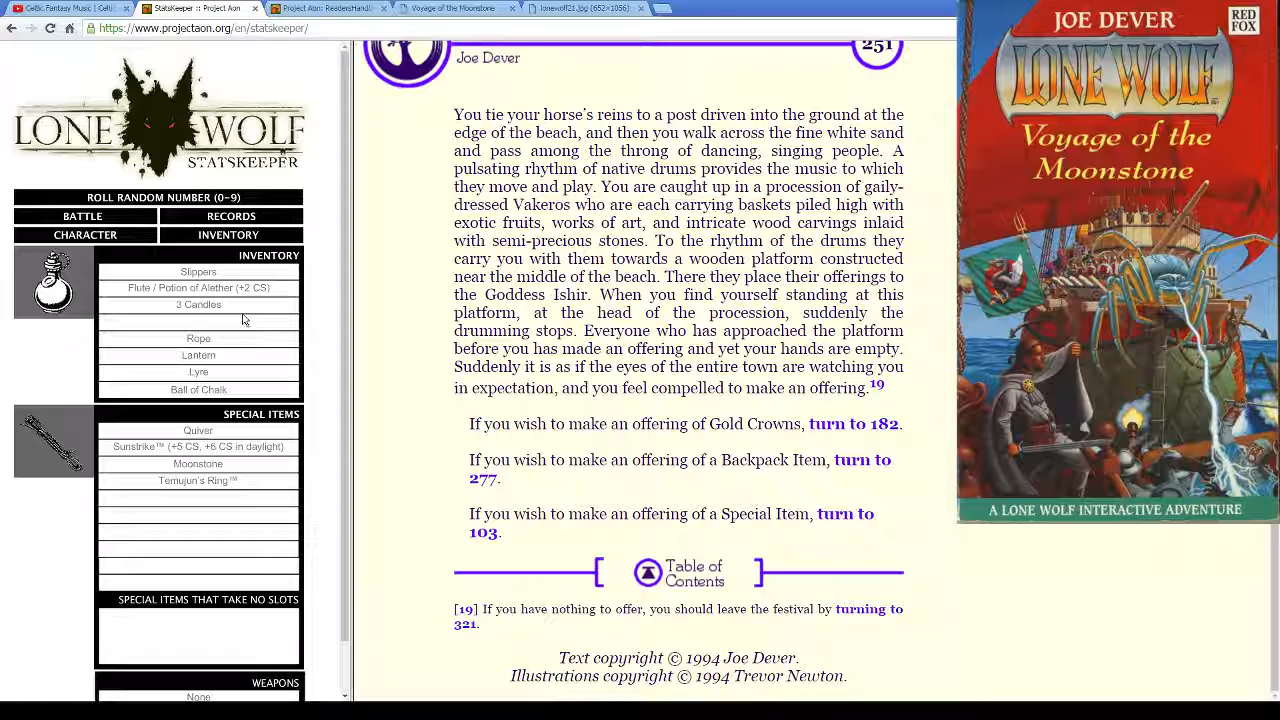 Celtic Fantasy Music | Celti
StatsKeeper :: Project Aon
Project Aon: ReadersHandl
Voyage of the Moonstone
lonewolf21.jpg (652×1056)
https://www.projectaon.org/en/statskeeper/
LONE WOLF
STATSKEEPER
ROLL RANDOM NUMBER (0-9)
BATTLE
RECORDS
CHARACTER
INVENTORY
INVENTORY
Slippers
Flute / Potion of Alether (+2 CS)
3 Candles
Rope
Lantern
Lyre
Ball of Chalk
SPECIAL ITEMS
Quiver
Sunstrike™ (+5 CS, +6 CS in daylight)
Moonstone
Temujun's Ring™
SPECIAL ITEMS THAT TAKE NO SLOTS
WEAPONS
None
Joe Dever
251
You tie your horse’s reins to a post driven into the ground at the
edge of the beach, and then you walk across the fine white sand
and pass among the throng of dancing, singing people. A
pulsating rhythm of native drums provides the music to which
they move and play. You are caught up in a procession of gaily-
dressed Vakeros who are each carrying baskets piled high with
exotic fruits, works of art, and intricate wood carvings inlaid
with semi-precious stones. To the rhythm of the drums they
carry you with them towards a wooden platform constructed
near the middle of the beach. There they place their offerings to
the Goddess Ishir. When you find yourself standing at this
platform, at the head of the procession, suddenly the
drumming stops. Everyone who has approached the platform
before you has made an offering and yet your hands are empty.
Suddenly it is as if the eyes of the entire town are watching you
in expectation, and you feel compelled to make an offering.19
If you wish to make an offering of Gold Crowns, turn to 182.
If you wish to make an offering of a Backpack Item, turn to
277.
If you wish to make an offering of a Special Item, turn to
103.
Table of
Contents
[19] If you have nothing to offer, you should leave the festival by turning to
321.
Text copyright © 1994 Joe Dever.
Illustrations copyright © 1994 Trevor Newton.
JOE DEVER
RED
FOX
LONE WOLF
Voyage of the
Moonstone
A LONE WOLF INTERACTIVE ADVENTURE